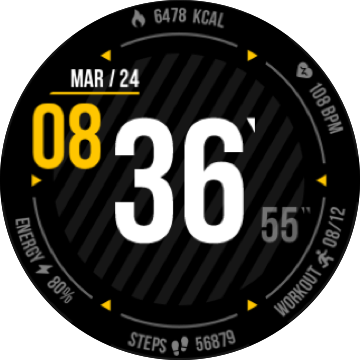 6478 KCAL
MAR / 24
108 BPM
08
36'
55''
ENERGY 80%
WORKOUT 08/12
STEPS 56879